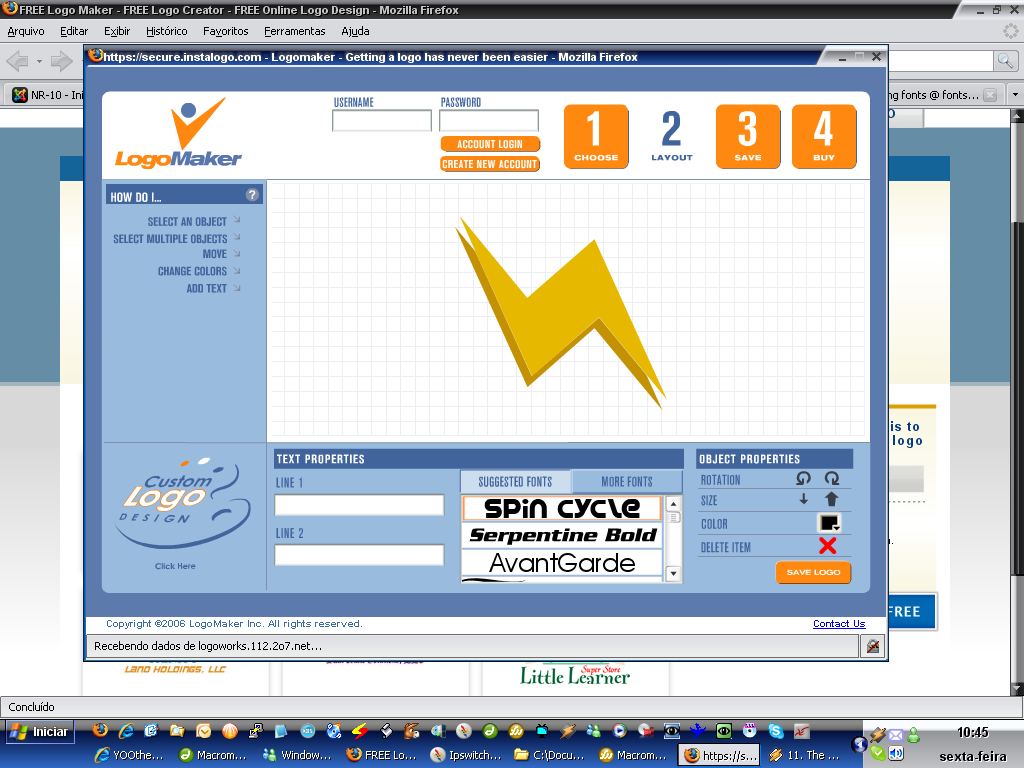 FREE Logo Maker - FREE Logo Creator - FREE Online Logo Design - Mozilla Firefox
Arquivo Editar Exibir Histórico Favoritos Ferramentas Ajuda
https://secure.instalogo.com - Logomaker - Getting a logo has never been easier - Mozilla Firefox
NR-10 - Ini
ng fonts @ fonts...
LogoMaker
USERNAME
PASSWORD
ACCOUNT LOGIN
CREATE NEW ACCOUNT
1
CHOOSE
2
LAYOUT
3
SAVE
4
BUY
HOW DO I... ?
SELECT AN OBJECT
SELECT MULTIPLE OBJECTS
MOVE
CHANGE COLORS
ADD TEXT
is to
logo
Custom
Logo
DESIGN
Click Here
TEXT PROPERTIES
LINE 1
LINE 2
SUGGESTED FONTS
MORE FONTS
SPIN CYCLE
Serpentine Bold
AvantGarde
OBJECT PROPERTIES
ROTATION
SIZE
COLOR
DELETE ITEM
SAVE LOGO
FREE
Copyright ©2006 LogoMaker Inc. All rights reserved.
Contact Us
Recebendo dados de logoworks.112.2o7.net...
LAND HOLDINGS, LLC
Super Store
Little Learner
Concluído
Iniciar
10:45
YOOthe...
Macrom...
Window...
FREE Lo...
Ipswitch...
C:\Docu...
Macrom...
https://s...
11. The ...
sexta-feira